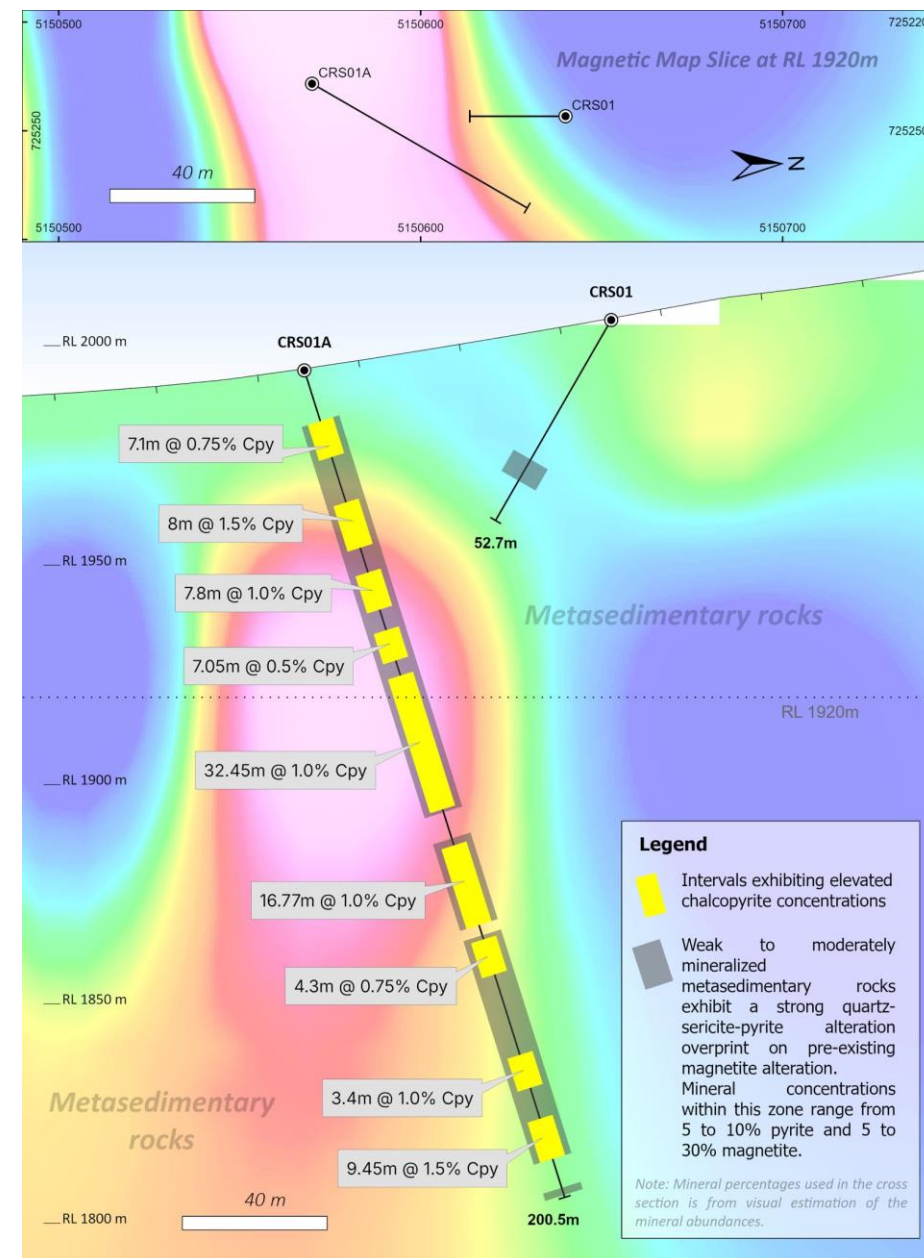 5150500
5150600
5150700
725220
Magnetic Map Slice at RL 1920m
CRS01A
CRS01
725250
725250
N
40 m
5150500
5150600
5150700
CRS01
RL 2000 m
CRS01A
7.1m @ 0.75% Cpy
8m @ 1.5% Cpy
52.7m
RL 1950 m
7.8m @ 1.0% Cpy
Metasedimentary rocks
7.05m @ 0.5% Cpy
RL 1920m
32.45m @ 1.0% Cpy
RL 1900 m
Legend
Intervals exhibiting elevated
chalcopyrite concentrations
Weak to moderately
mineralized
metasedimentary rocks
exhibit a strong quartz-
sericite-pyrite alteration
overprint on pre-existing
magnetite alteration.
Mineral concentrations
within this zone range from
5 to 10% pyrite and 5 to
30% magnetite.
Note: Mineral percentages used in the cross
section is from visual estimation of the
mineral abundances.
16.77m @ 1.0% Cpy
4.3m @ 0.75% Cpy
RL 1850 m
3.4m @ 1.0% Cpy
Metasedimentary
rocks
9.45m @ 1.5% Cpy
40 m
RL 1800 m
200.5m